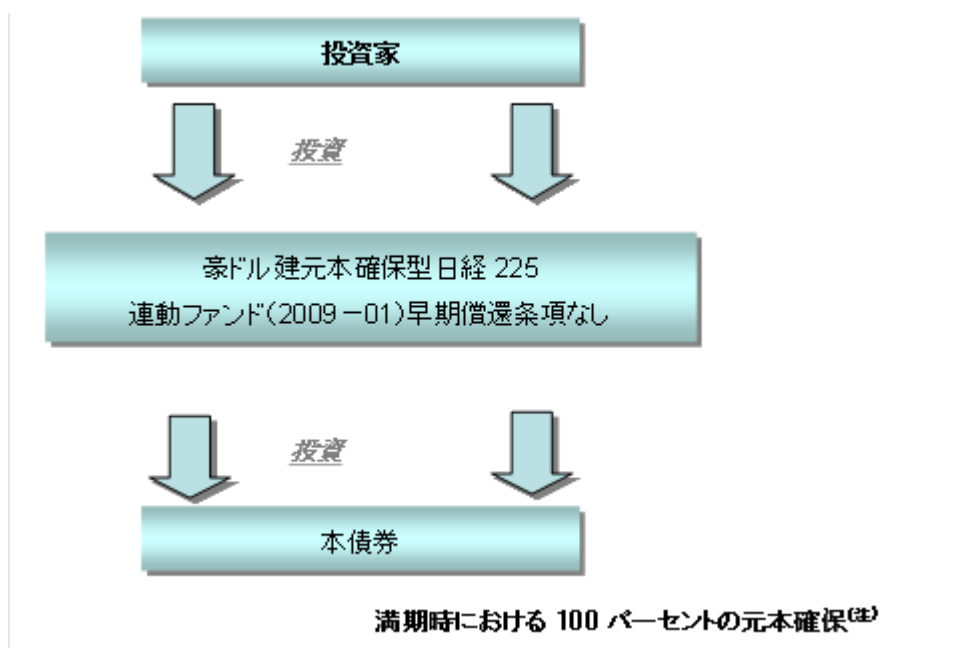 投資家
投資
豪ドル建元本確保型日経 225
連動ファンド(2009－01)早期償還条項なし
投資
本債券
満期時における 100 パーセントの元本確保(注)